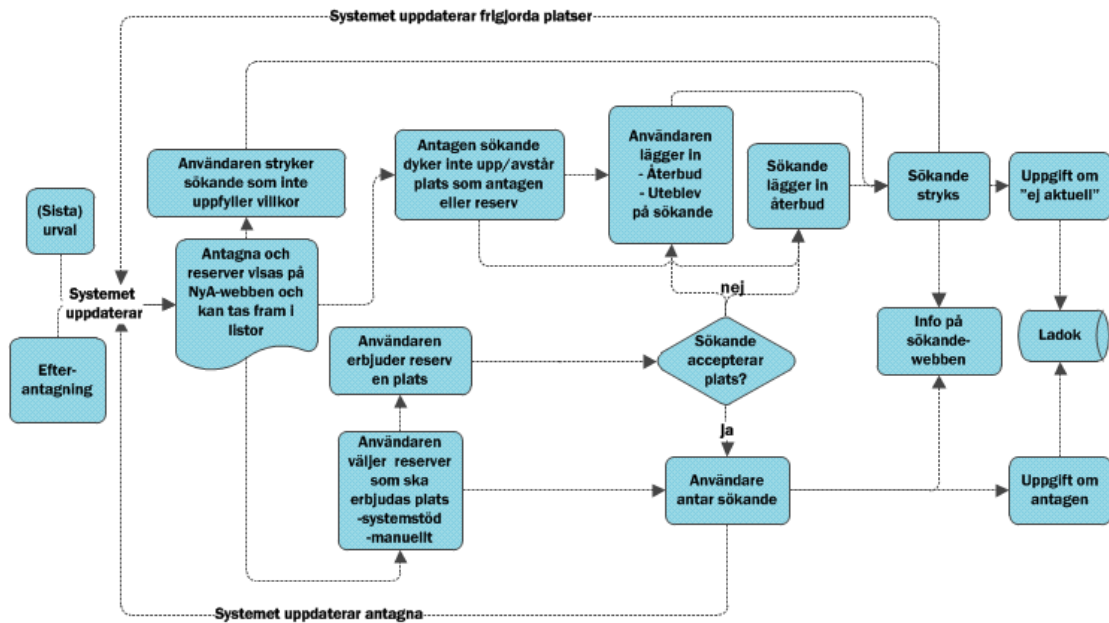 Systemet uppdaterar frigjorda platser
Användaren stryker
sökande som inte
uppfyller villkor
Antagen sökande
dyker inte upp/avstår
plats som antagen
eller reserv
Användaren
lägger in
- Återbud
- Uteblev
på sökande
Sökande
lägger in
återbud
Sökande
stryks
Uppgift om
”ej aktuell”
(Sista)
urval
Systemet
uppdaterar
Efter-
antagning
Antagna och
reserver visas på
NyA-webben och
kan tas fram i
listor
Användaren
erbjuder reserv
en plats
nej
Sökande
accepterar
plats?
ja
Info på
sökande-
webben
Ladok
Användaren
väljer reserver
som ska
erbjudas plats
-systemstöd
-manuellt
Användare
antar sökande
Uppgift om
antagen
Systemet uppdaterar antagna